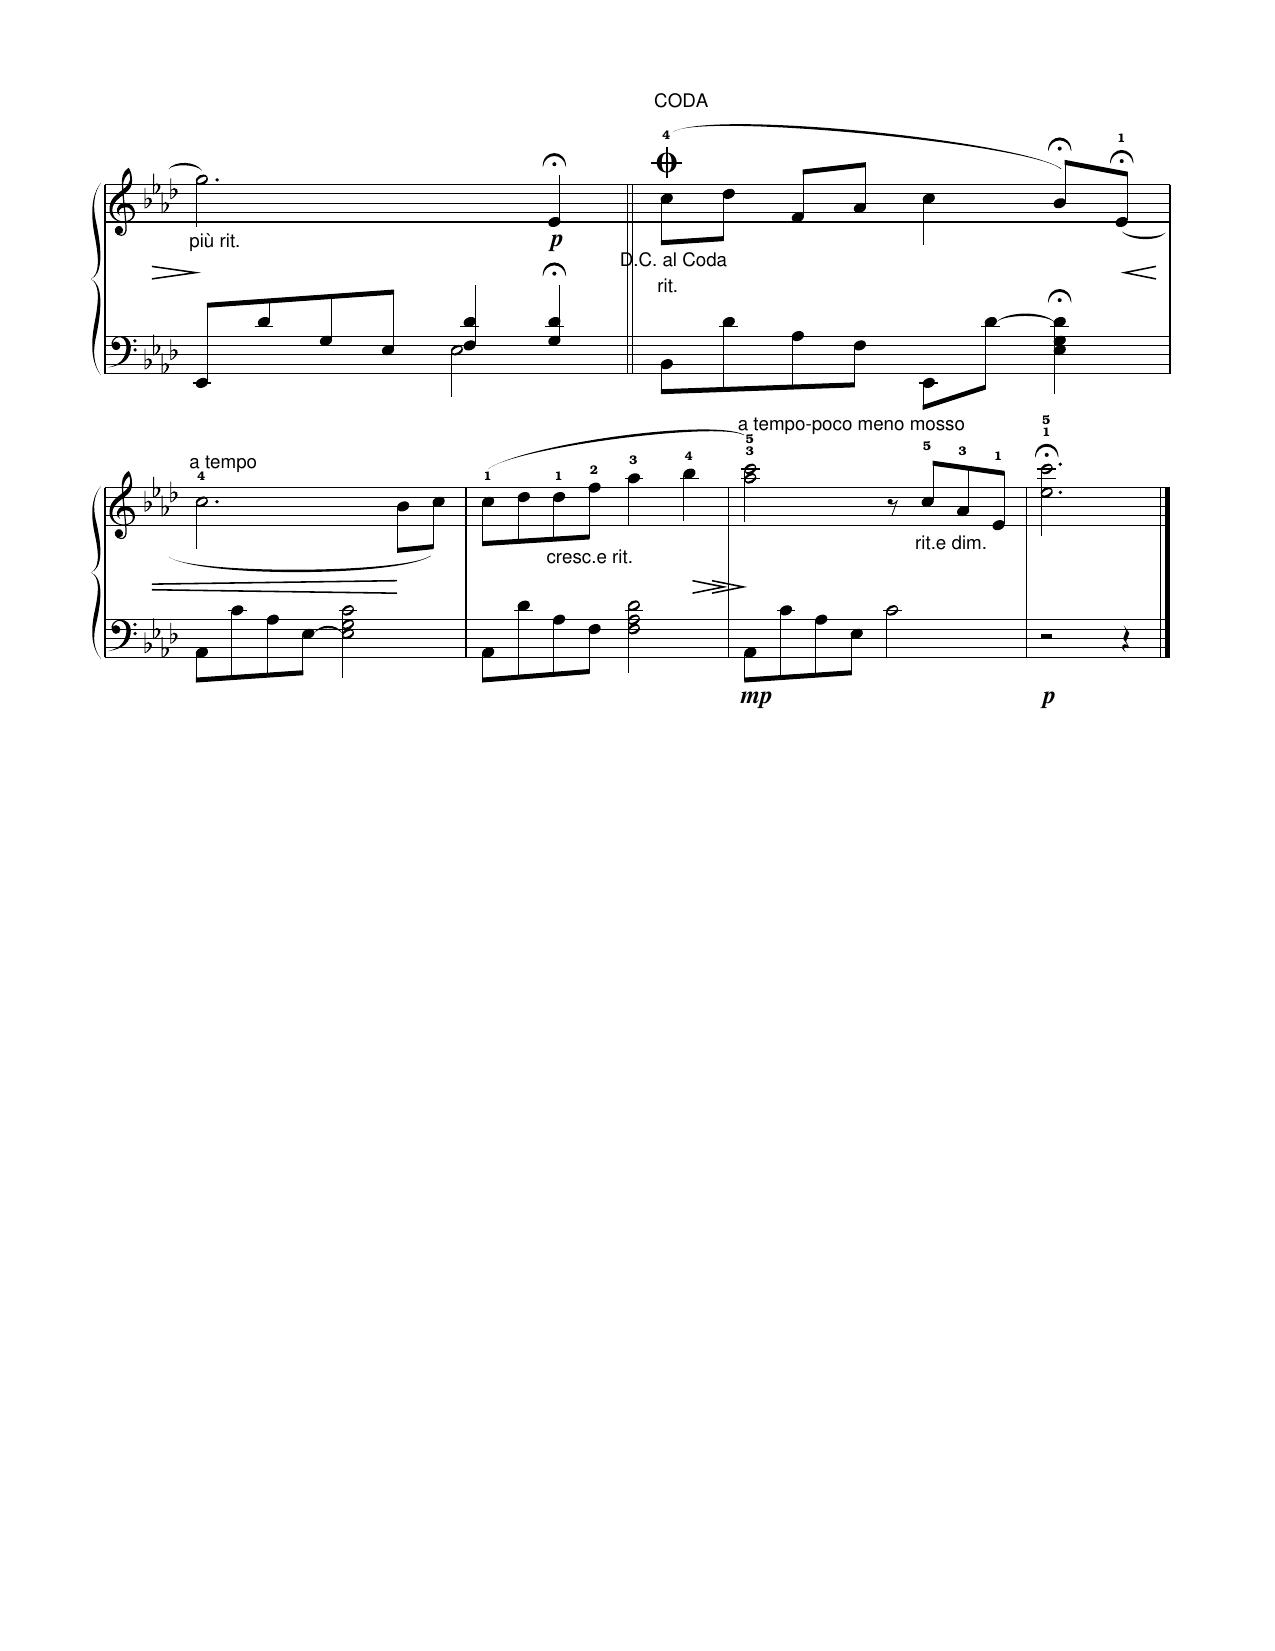 CODA
4
1
più rit.
p
D.C. al Coda
rit.
a tempo-poco meno mosso
a tempo
4
1 1 2 3 4
5
3
5 3 1
5
1
cresc.e rit.
rit.e dim.
mp
p